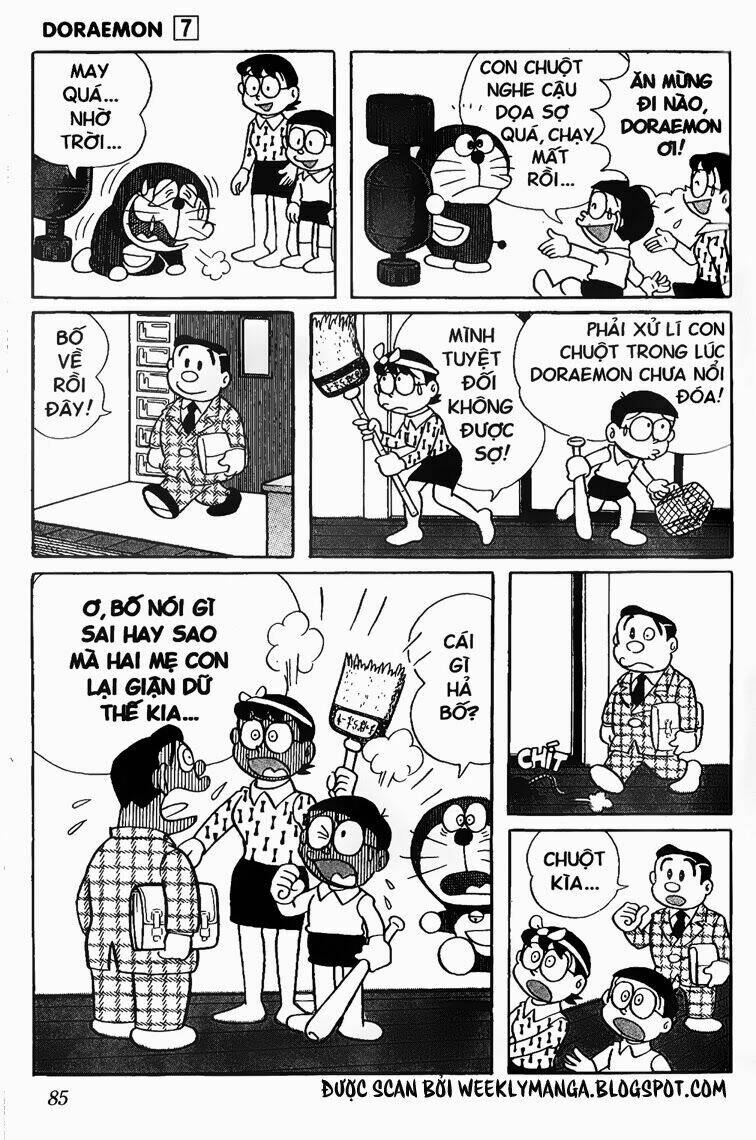 DORAEMON 7
ĂN MỪNG
ĐI NÀO,
DORAEMON
ƠI!
CON CHUỘT
NGHE CẬU
DỌA SỢ
QUÁ, CHẠY
MẤT
RỒI...
MAY
QUÁ...
NHỜ
TRỜI...
PHẢI XỬ LÍ CON
CHUỘT TRONG LÚC
DORAEMON CHƯA NỔI
ĐÓA!
MÌNH
TUYỆT
ĐỐI
KHÔNG
ĐƯỢC
SỢ!
BỐ
VỀ
RỒI
ĐÂY!
CHÍT
CHUỘT
KÌA...
CÁI
GÌ
HẢ
BỐ?
Ơ, BỐ NÓI GÌ
SAI HAY SAO
MÀ HAI MẸ CON
LẠI GIẬN DỮ
THẾ KIA...
85
ĐƯỢC SCAN BỞI WEEKLYMANGA.BLOGSPOT.COM